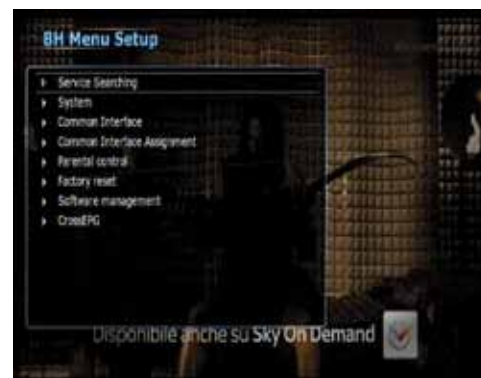 BH Menu Setup
Service Searching
System
Common Interface
Common Interface Assignment
Parental control
Factory reset
Software management
CrossEPG
Disponibile anche su Sky On Demand